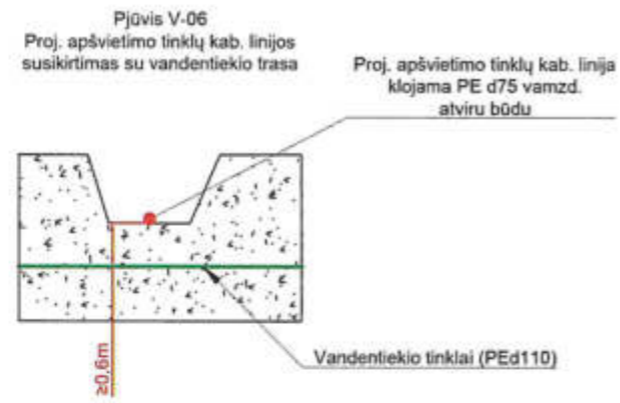 Pjūvis V-06
Proj. apšvietimo tinklų kab. linijos
susikirtimas su vandentiekio trasa
Proj. apšvietimo tinklų kab. linija
klojama PE d75 vamzd.
atviru būdu
Vandentiekio tinklai (PEd110)
≥0,6m